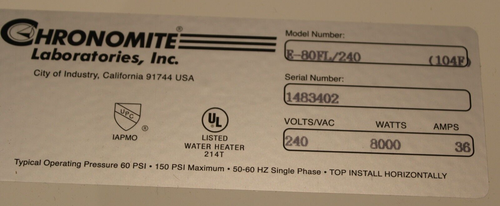 CHRONOMITE®
Laboratories, Inc.
City of Industry, California 91744 USA
Model Number:
E-80FL/240 (104F)
Serial Number:
1483402
VOLTS/VAC WATTS AMPS
240 8000 36
UPC
®
IAPMO
UL
®
LISTED
WATER HEATER
214T
Typical Operating Pressure 60 PSI • 150 PSI Maximum • 50-60 HZ Single Phase • TOP INSTALL HORIZONTALLY